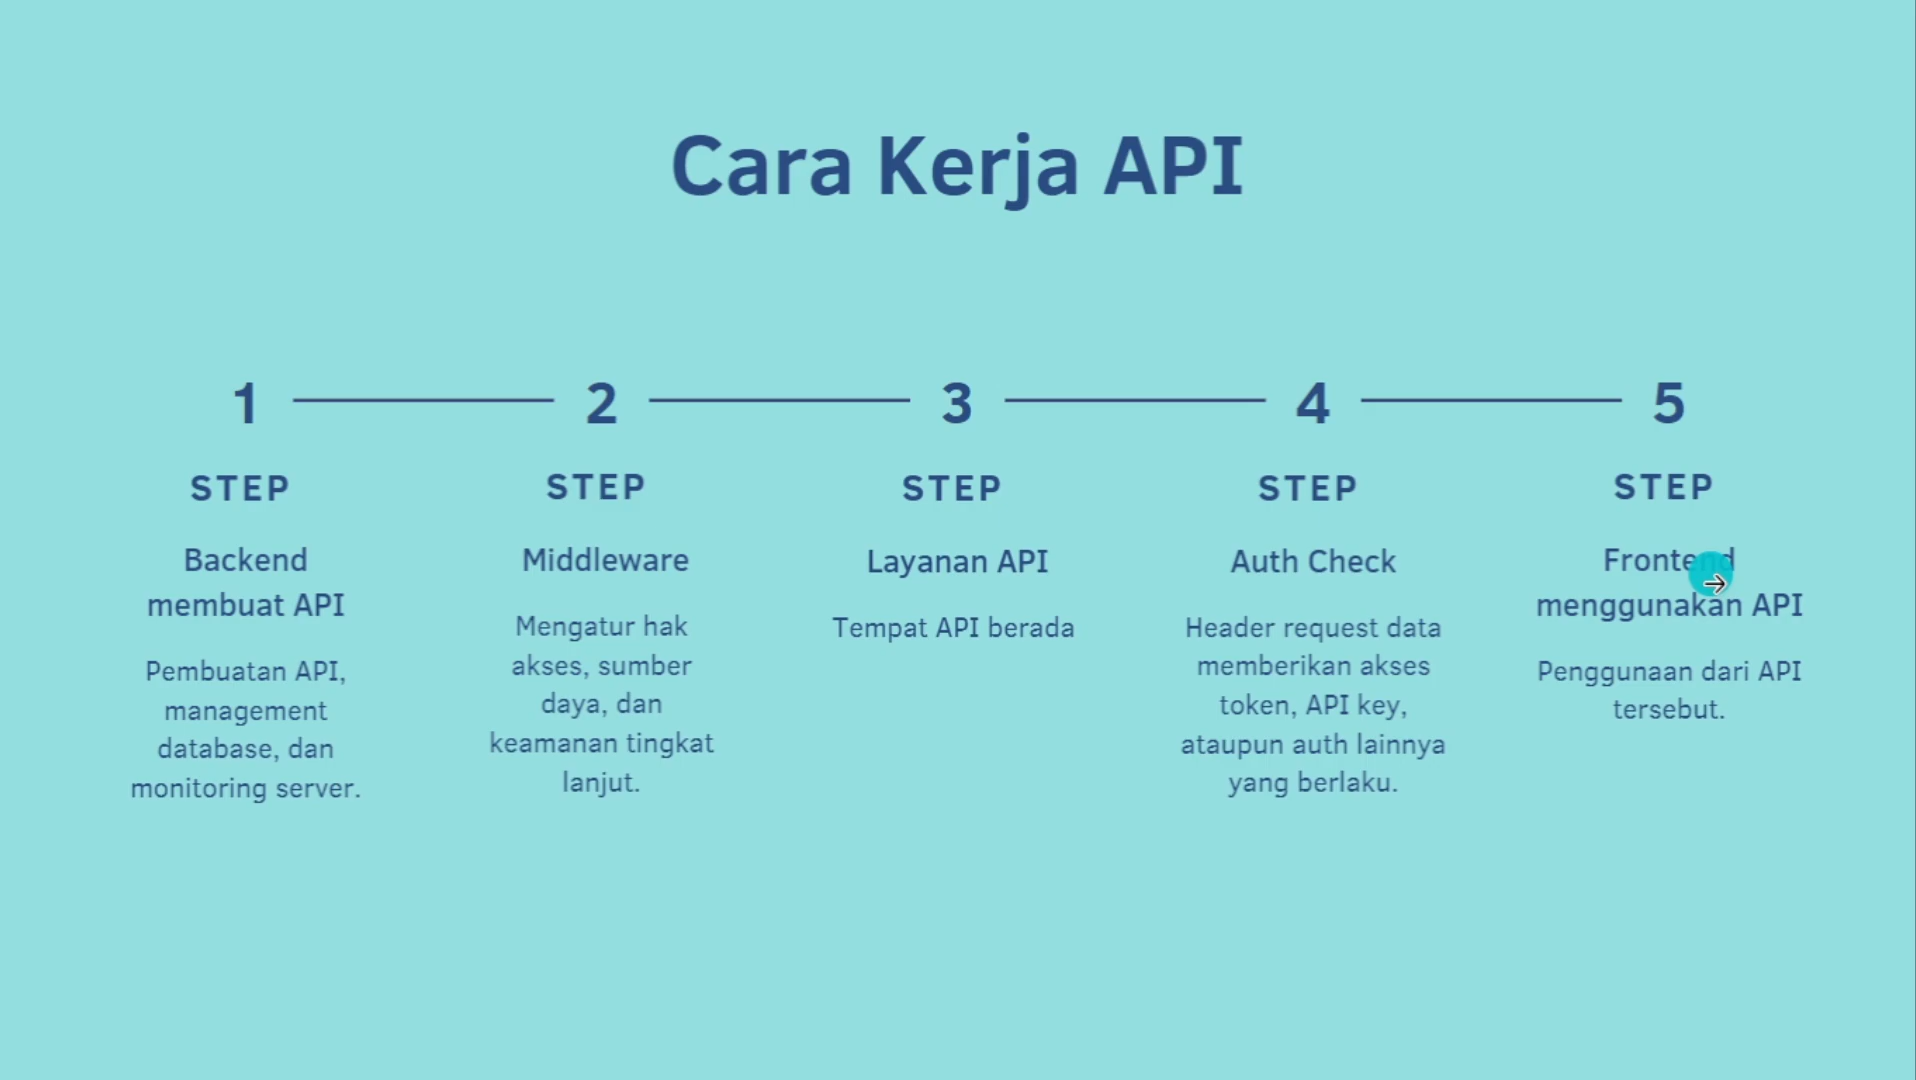 Cara Kerja API
1
STEP
Backend
membuat API
Pembuatan API,
management
database, dan
monitoring server.
2
STEP
Middleware
Mengatur hak
akses, sumber
daya, dan
keamanan tingkat
lanjut.
3
STEP
Layanan API
Tempat API berada
4
STEP
Auth Check
Header request data
memberikan akses
token, API key,
ataupun auth lainnya
yang berlaku.
5
STEP
Frontend
menggunakan API
Penggunaan dari API
tersebut.